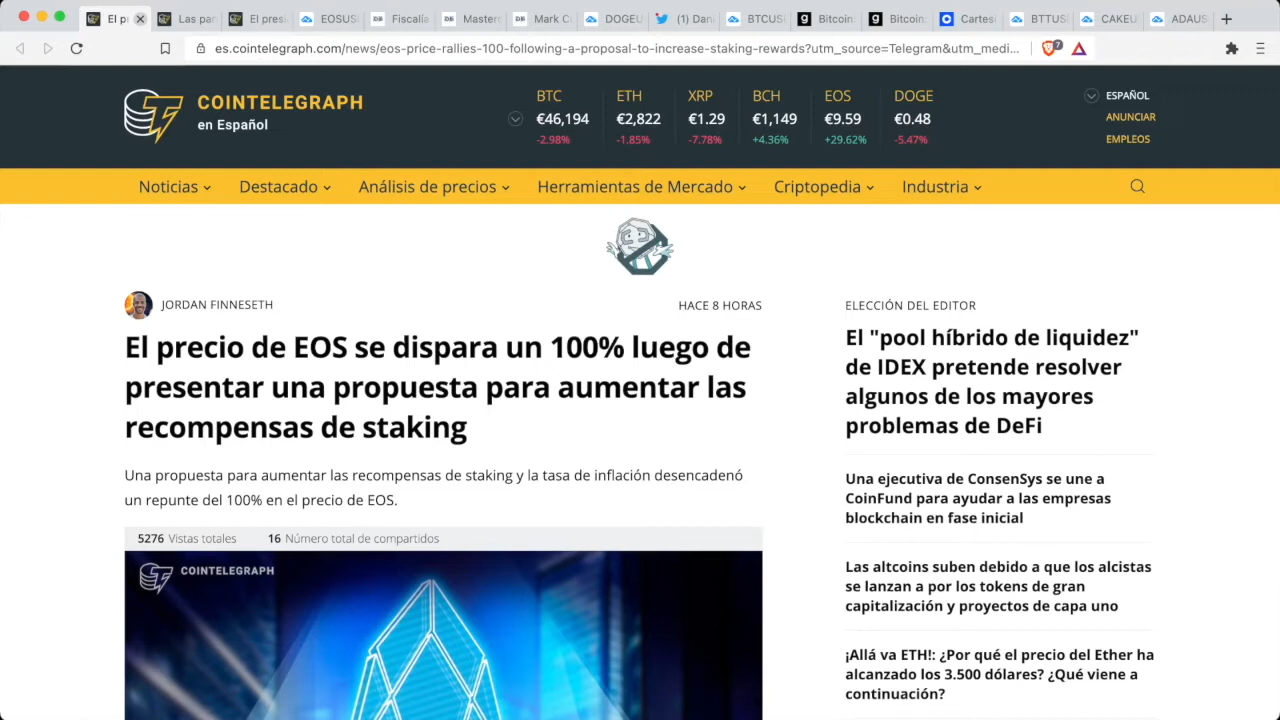 El p
Las par
El presi
EOSUS
Fiscalía
Masterc
Mark C
DOGEU
(1) Dan
BTCUS
Bitcoin
Bitcoin
Cartesi
BTTUS
CAKEU
ADAUS
es.cointelegraph.com/news/eos-price-rallies-100-following-a-proposal-to-increase-staking-rewards?utm_source=Telegram&utm_medi...
7
COINTELEGRAPH
en Español
BTC ETH XRP BCH EOS DOGE
€46,194 €2,822 €1.29 €1,149 €9.59 €0.48
-2.98% -1.85% -7.78% +4.36% +29.62% -5.47%
ESPAÑOL
ANUNCIAR
EMPLEOS
Noticias Destacado Análisis de precios Herramientas de Mercado Criptopedia Industria
JORDAN FINNESETH
HACE 8 HORAS
El precio de EOS se dispara un 100% luego de
presentar una propuesta para aumentar las
recompensas de staking
Una propuesta para aumentar las recompensas de staking y la tasa de inflación desencadenó
un repunte del 100% en el precio de EOS.
5276 Vistas totales 16 Número total de compartidos
COINTELEGRAPH
ELECCIÓN DEL EDITOR
El "pool híbrido de liquidez"
de IDEX pretende resolver
algunos de los mayores
problemas de DeFi
Una ejecutiva de ConsenSys se une a
CoinFund para ayudar a las empresas
blockchain en fase inicial
Las altcoins suben debido a que los alcistas
se lanzan a por los tokens de gran
capitalización y proyectos de capa uno
¡Allá va ETH!: ¿Por qué el precio del Ether ha
alcanzado los 3.500 dólares? ¿Qué viene a
continuación?